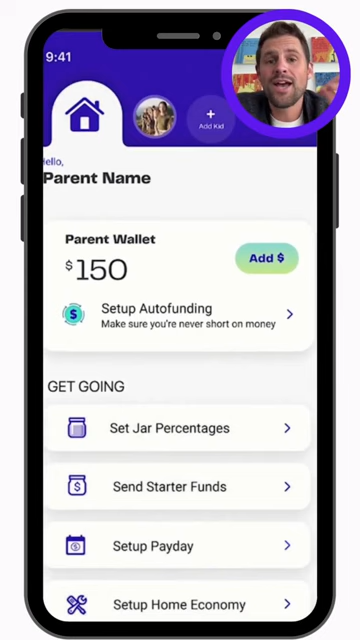 9:41
Add Kid
Hello,
Parent Name
Parent Wallet
$150
Add $
Setup Autofunding
Make sure you're never short on money
GET GOING
Set Jar Percentages
Send Starter Funds
Setup Payday
Setup Home Economy